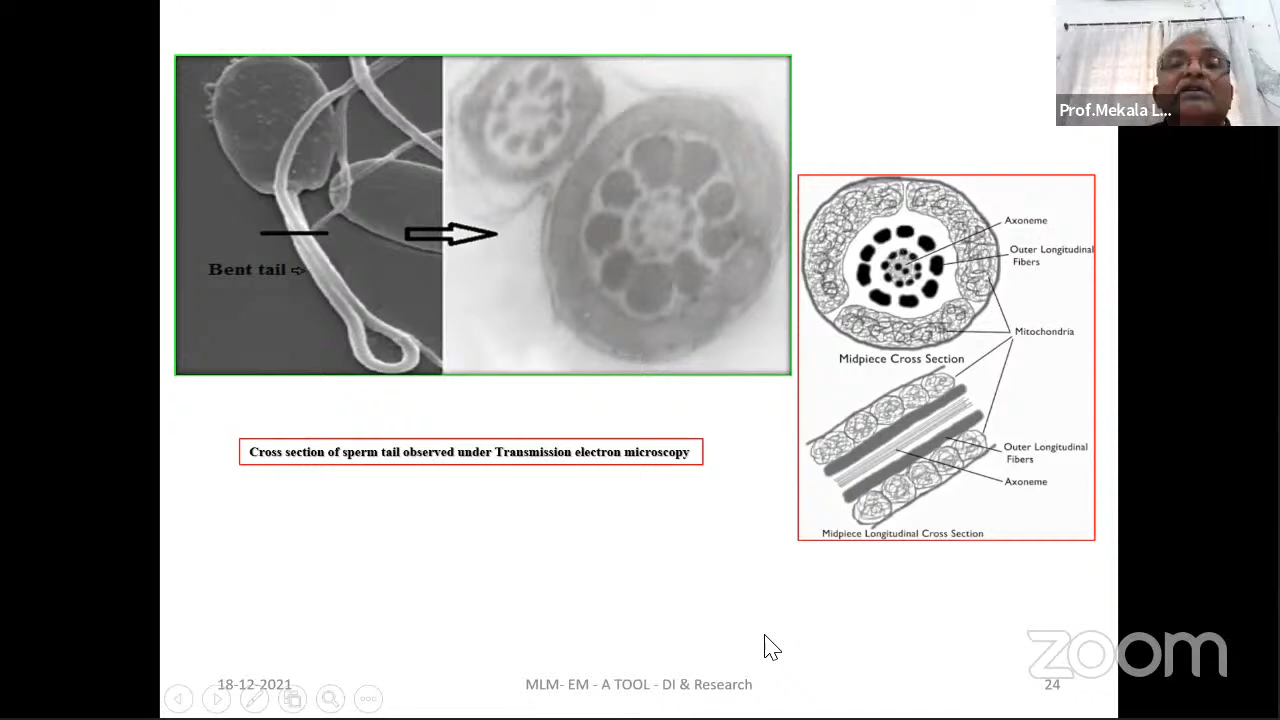 Prof.Mekala L...
Bent tail
Axoneme
Outer Longitudinal
Fibers
Mitochondria
Midpiece Cross Section
Cross section of sperm tail observed under Transmission electron microscopy
Outer Longitudinal
Fibers
Axoneme
Midpiece Longitudinal Cross Section
zoom
18-12-2021
MLM- EM - A TOOL - DI & Research
24